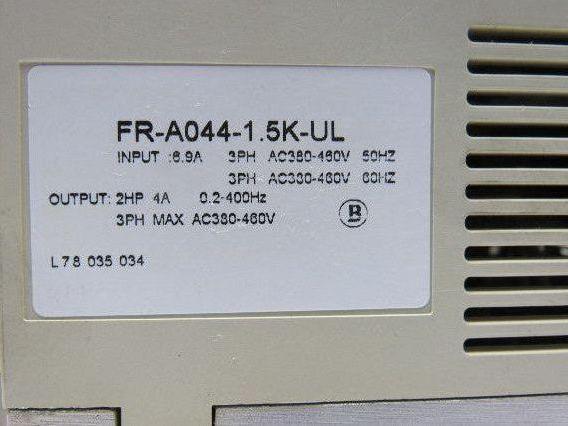 FR-A044-1.5K-UL
INPUT :6.9A 3PH AC380-460V 50HZ
3PH AC380-460V 60HZ
OUTPUT: 2HP 4A 0.2-400Hz
3PH MAX AC380-460V
B
L78 035 034